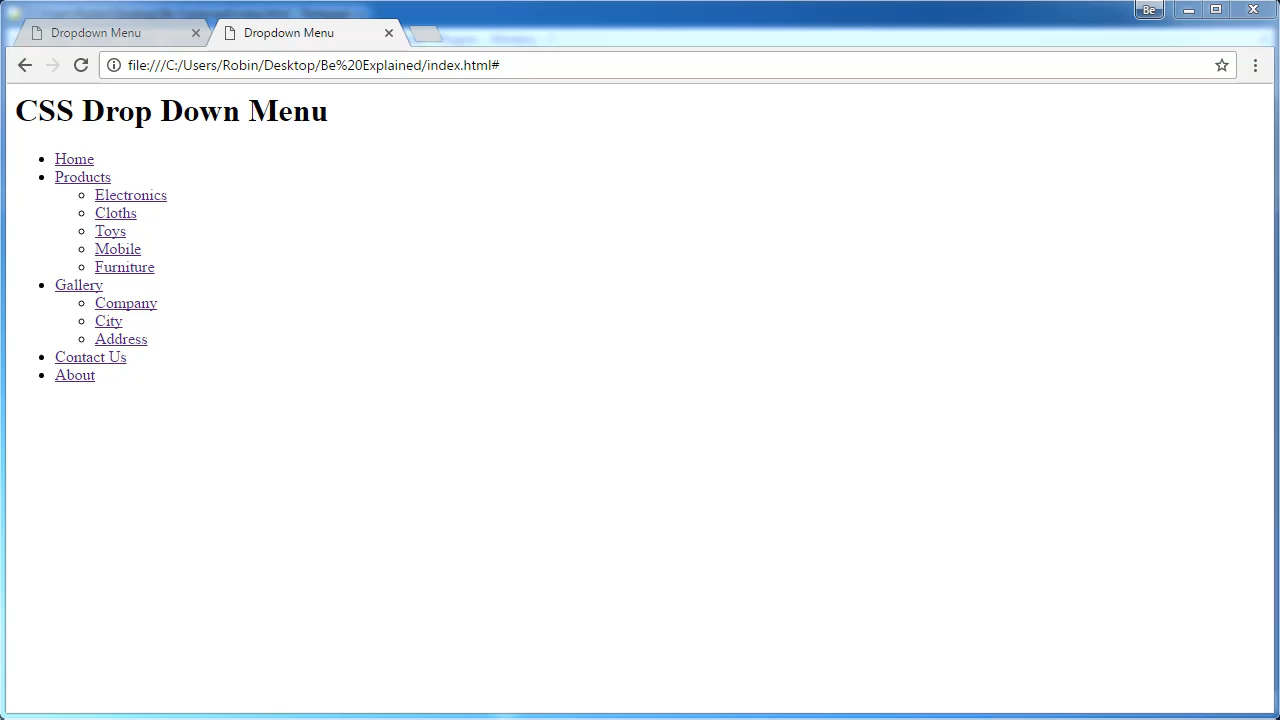 Be
Dropdown Menu
Dropdown Menu
file:///C:/Users/Robin/Desktop/Be%20Explained/index.html#
CSS Drop Down Menu
Home
Products
Electronics
Cloths
Toys
Mobile
Furniture
Gallery
Company
City
Address
Contact Us
About